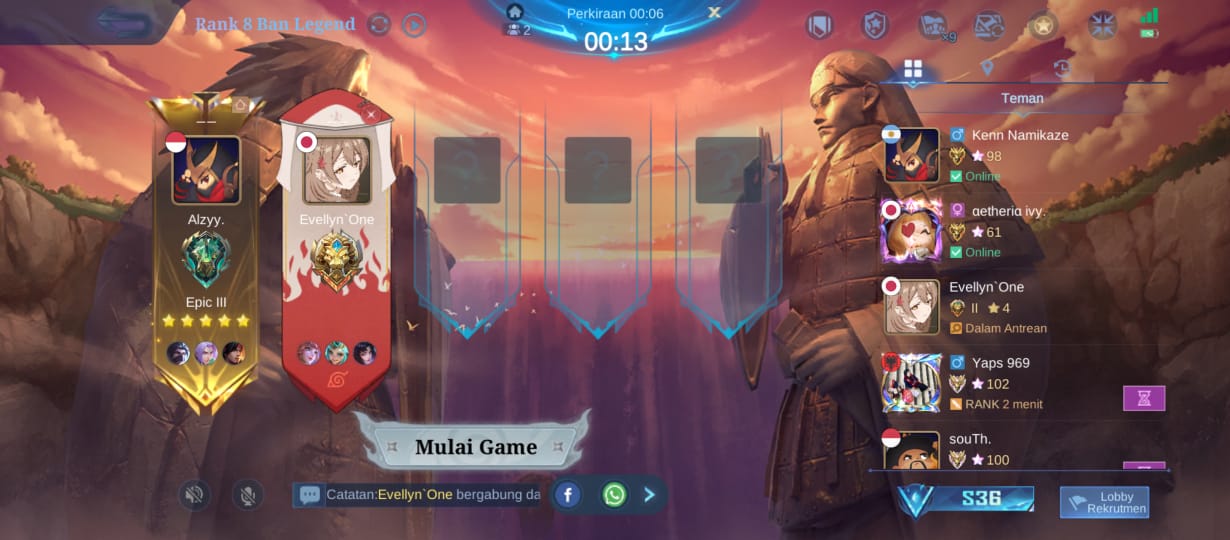 Rank 8 Ban Legend
2
Perkiraan 00:06
X
00:13
x9
Teman
Alzyy.
Epic III
Evellyn`One
Mulai Game
Catatan:Evellyn`One bergabung da
Kenn Namikaze
98
Online
αetheriα ivy.
61
Online
Evellyn`One
II 4
Dalam Antrean
Yaps 969
102
RANK 2 menit
souTh.
100
S36
Lobby
Rekrutmen